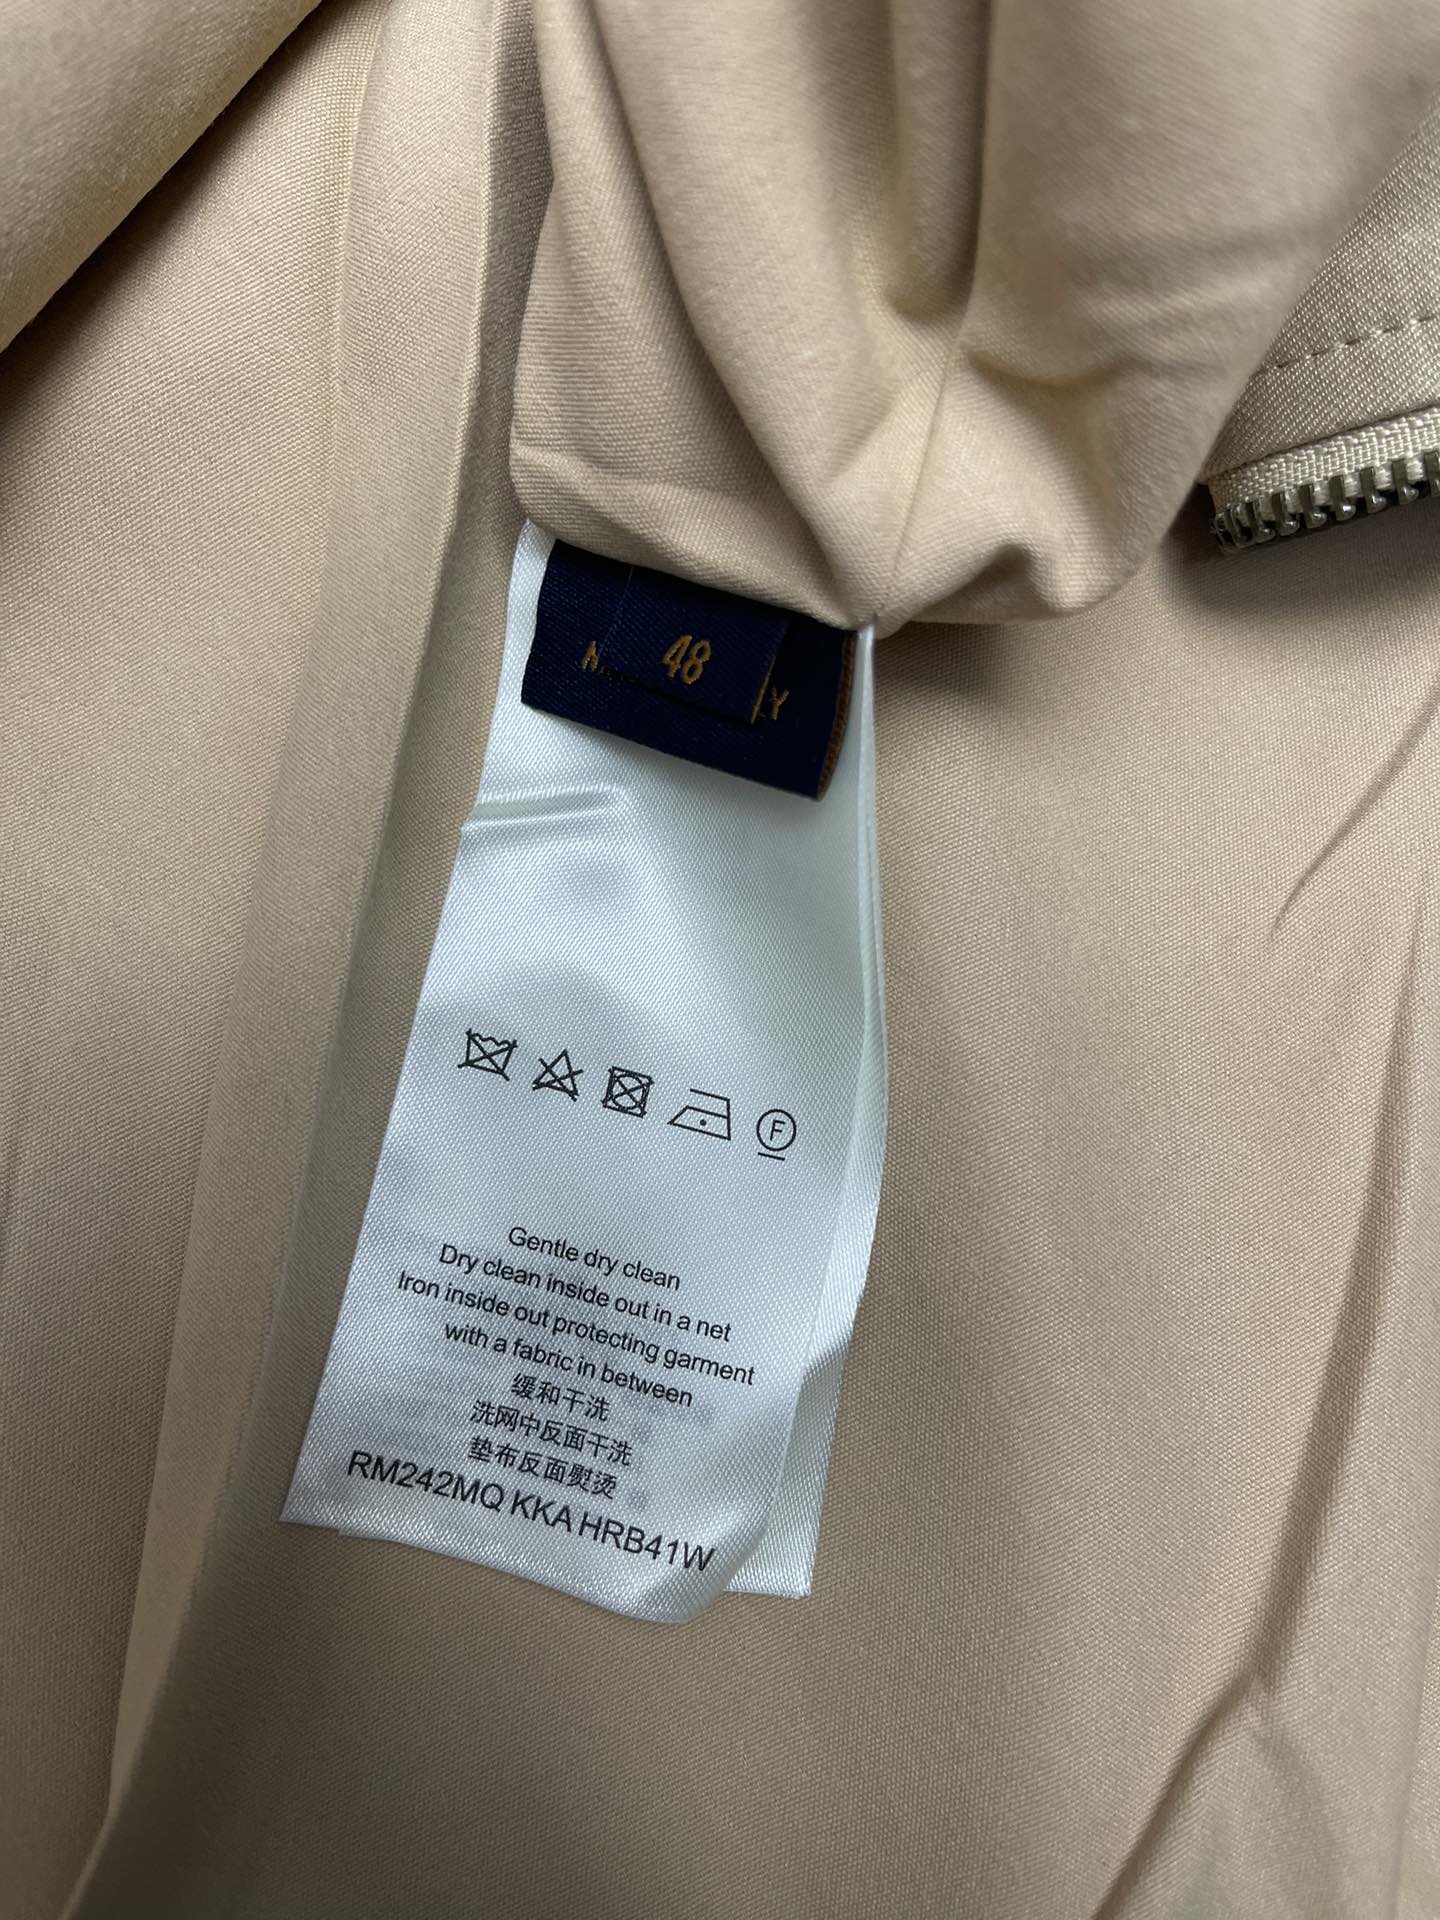 48
Gentle dry clean
Dry clean inside out in a net
Iron inside out protecting garment
with a fabric in between
缓和干洗
洗网中反面干洗
垫布反面熨烫
RM242MQ KKA HRB41W
F